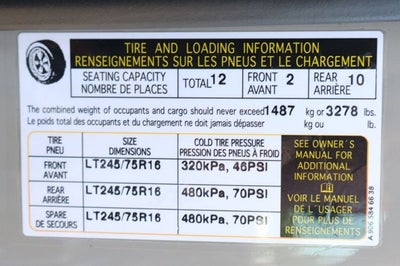 TIRE AND LOADING INFORMATION
RENSEIGNEMENTS SUR LES PNEUS ET LE CHARGEMENT
SEATING CAPACITY
NOMBRE DE PLACES
TOTAL 12
FRONT
AVANT 2
REAR
ARRIÈRE 10
The combined weight of occupants and cargo should never exceed 1487 kg or 3278 lbs.
Le poids total des occupants et du chargement ne doit jamais dépasser kg ou lb.
TIRE
PNEU
SIZE
DIMENSIONS
COLD TIRE PRESSURE
PRESSION DES PNEUS À FROID
FRONT
AVANT
LT245/75R16
320kPa, 46PSI
REAR
ARRIÈRE
LT245/75R16
480kPa, 70PSI
SPARE
DE SECOURS
LT245/75R16
480kPa, 70PSI
SEE OWNER'S
MANUAL FOR
ADDITIONAL
INFORMATION
VOIR LE MANUEL
DE L'USAGER
POUR PLUS DE
RENSEIGNEMENTS
A 906 584 66 38